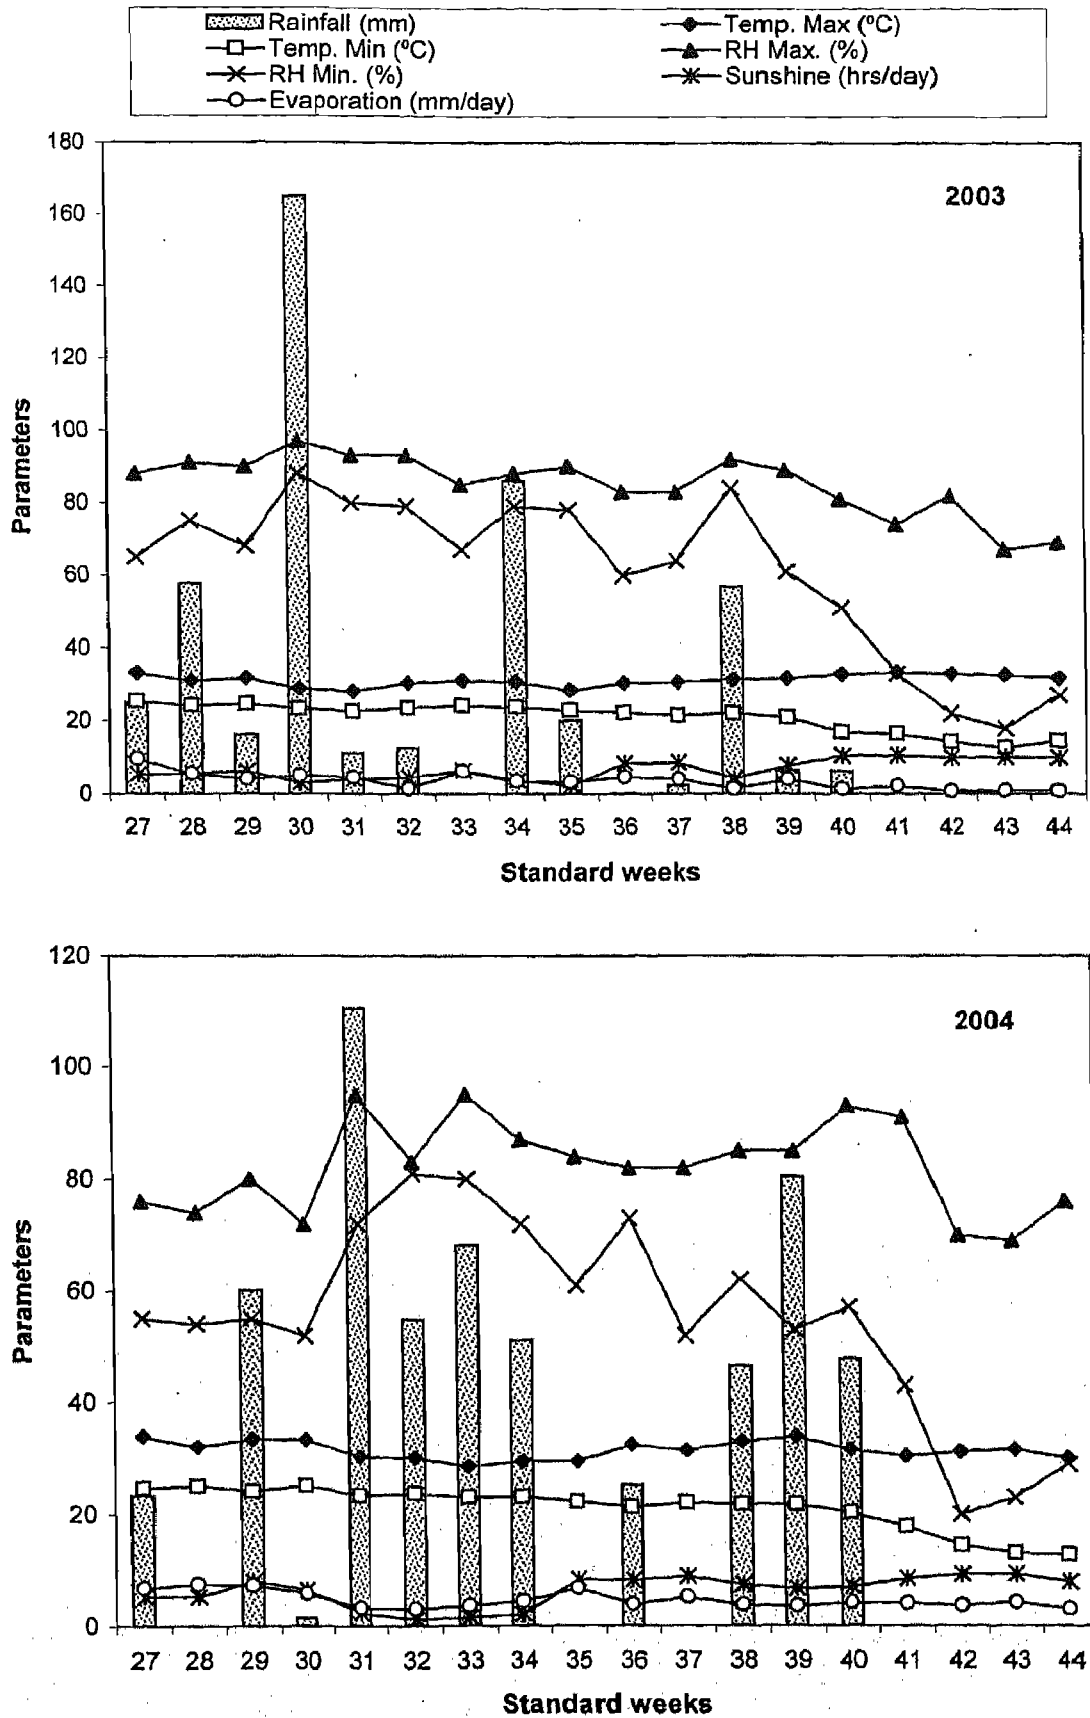 Rainfall (mm) Temp. Max (ºC)
Temp. Min (ºC) RH Max. (%)
RH Min. (%) Sunshine (hrs/day)
Evaporation (mm/day)
180
2003
160
140
120
100
80
60
40
20
0
Parameters
27 28 29 30 31 32 33 34 35 36 37 38 39 40 41 42 43 44
Standard weeks
120
2004
100
80
60
40
20
0
Parameters
27 28 29 30 31 32 33 34 35 36 37 38 39 40 41 42 43 44
Standard weeks